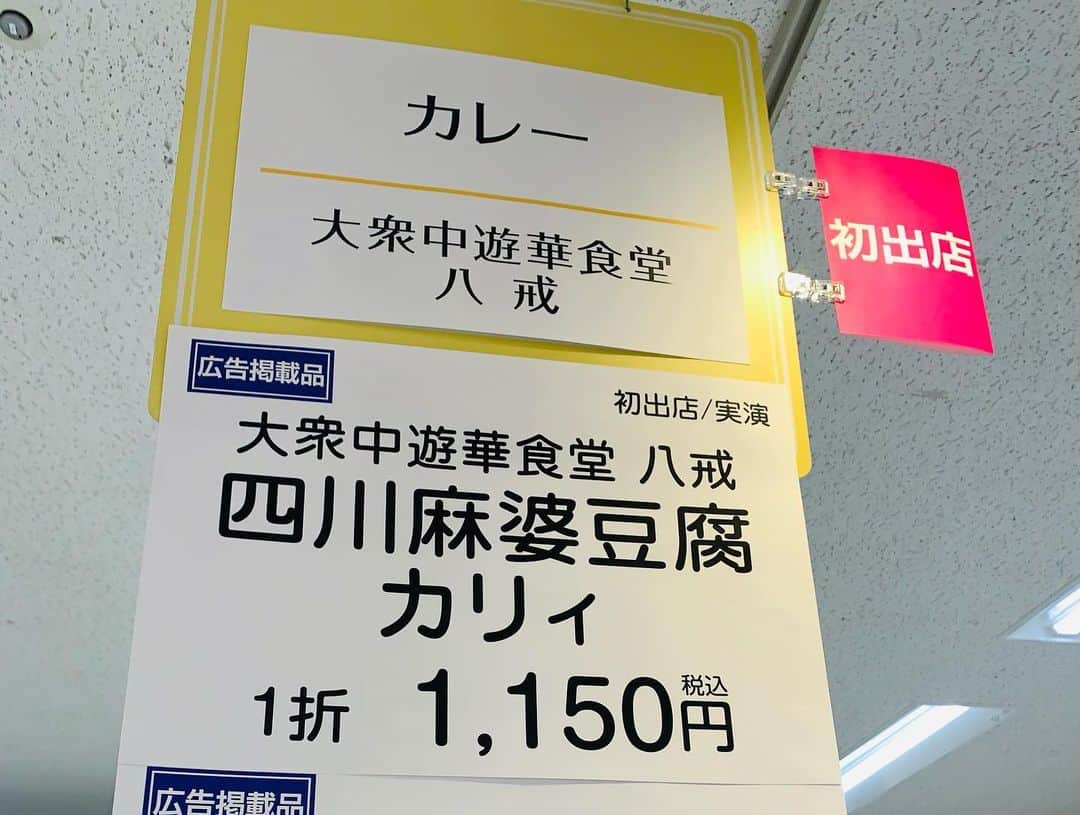 カレー
大衆中遊華食堂
八 戒
初出店
広告掲載品
初出店/実演
大衆中遊華食堂 八戒
四川麻婆豆腐
カリィ
1折 1,150円 税込
広告掲載品